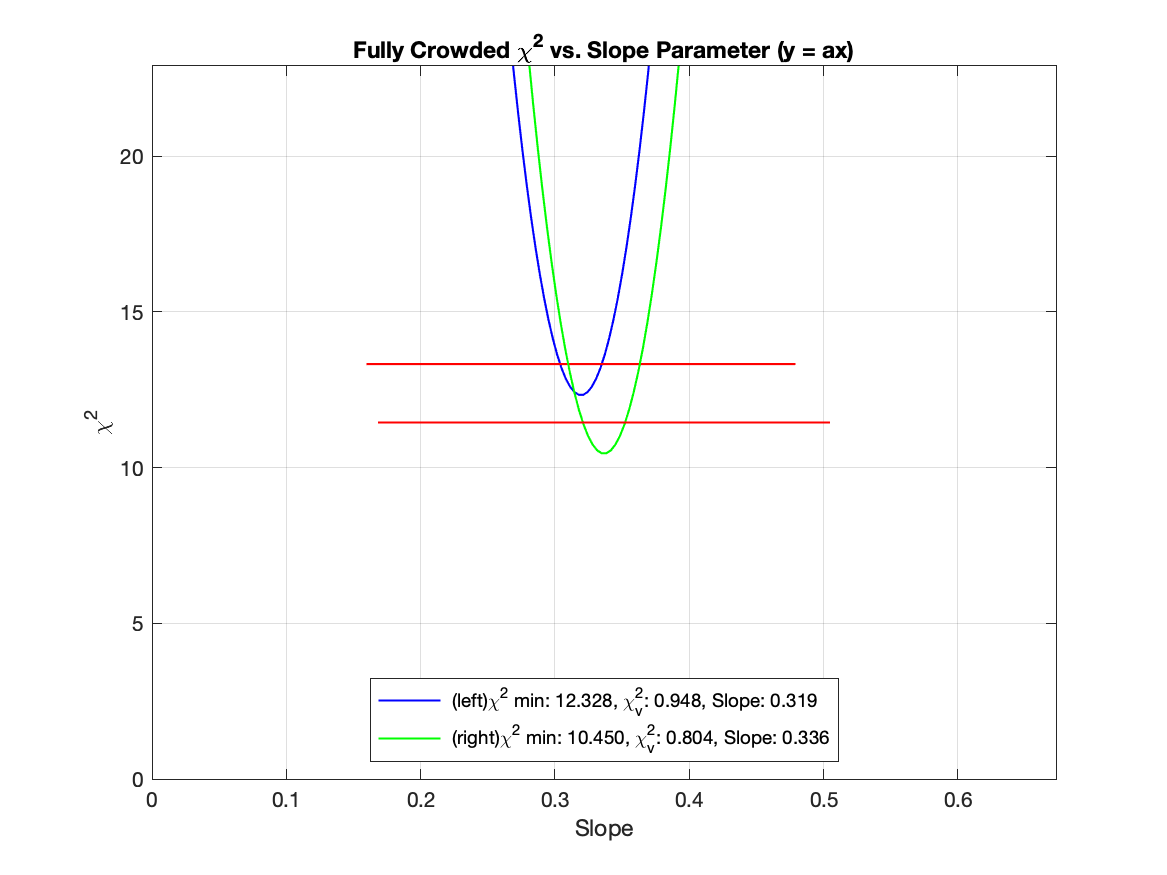 Fully Crowded χ² vs. Slope Parameter (y = ax)
20
15
10
5
0
χ²
0 0.1 0.2 0.3 0.4 0.5 0.6
Slope
(left)χ² min: 12.328, χ²ᵥ: 0.948, Slope: 0.319
(right)χ² min: 10.450, χ²ᵥ: 0.804, Slope: 0.336